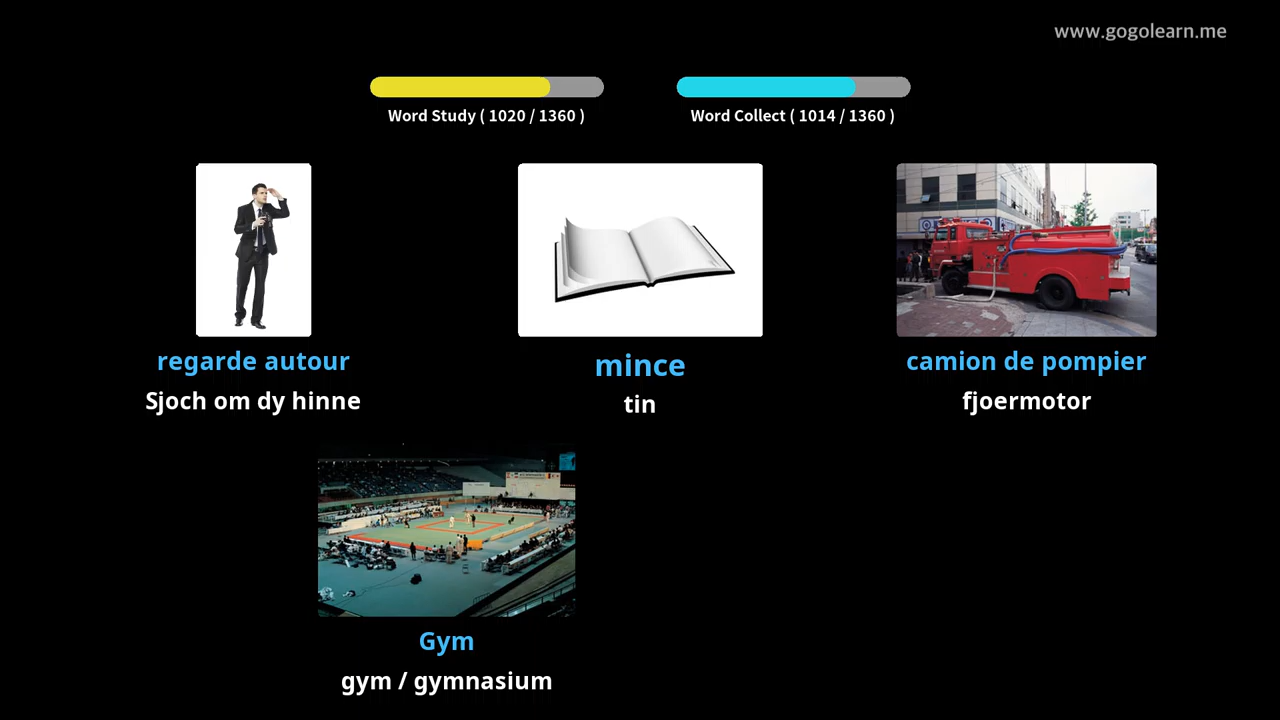 www.gogolearn.me
Word Study ( 1020 / 1360 )
Word Collect ( 1014 / 1360 )
regarde autour
Sjoch om dy hinne
mince
tin
camion de pompier
fjoermotor
Gym
gym / gymnasium